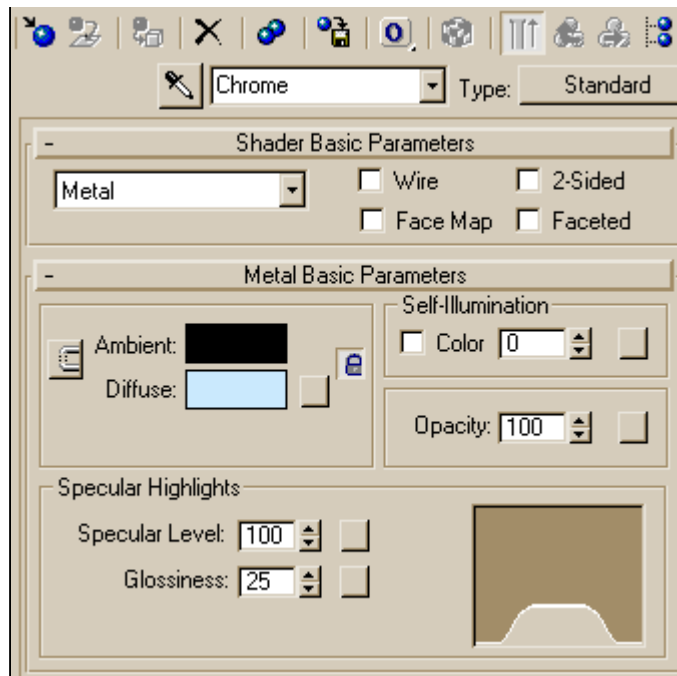 Chrome Type: Standard
- Shader Basic Parameters
Metal Wire 2-Sided
Face Map Faceted
- Metal Basic Parameters
Self-Illumination
Ambient: Color 0
Diffuse:
Opacity: 100
Specular Highlights
Specular Level: 100
Glossiness: 25